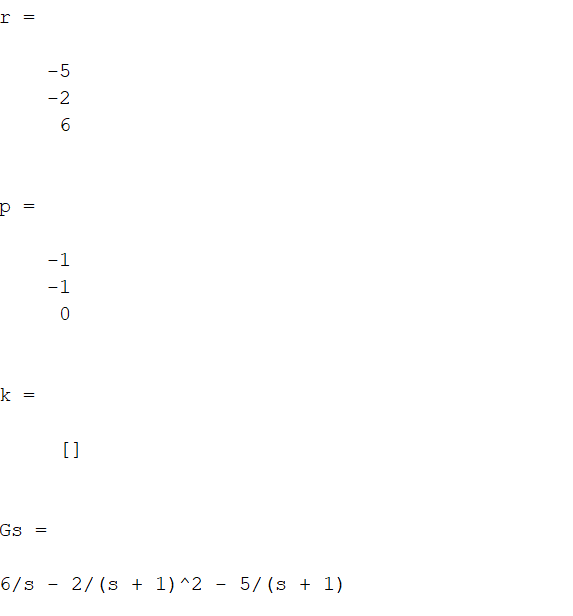 r =
-5
-2
6
p =
-1
-1
0
k =
[]
Gs =
6/s - 2/(s + 1)^2 - 5/(s + 1)